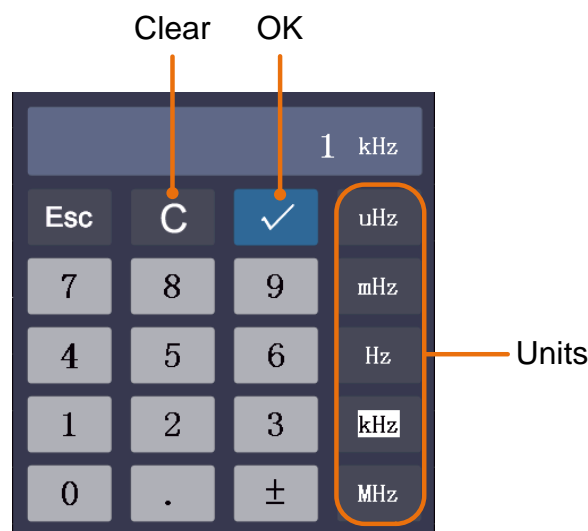 Clear OK
1 kHz
Esc C ✓ uHz
7 8 9 mHz
4 5 6 Hz
Units
1 2 3 kHz
0 . ± MHz